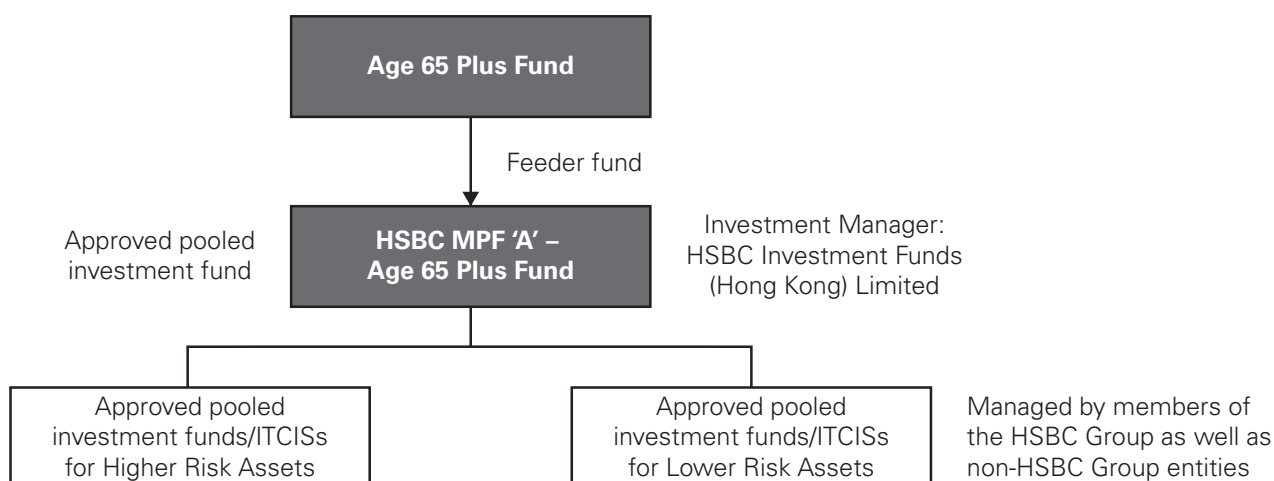 Age 65 Plus Fund
Feeder fund
Approved pooled
investment fund
HSBC MPF ‘A’ –
Age 65 Plus Fund
Investment Manager:
HSBC Investment Funds
(Hong Kong) Limited
Approved pooled
investment funds/ITCISs
for Higher Risk Assets
Approved pooled
investment funds/ITCISs
for Lower Risk Assets
Managed by members of
the HSBC Group as well as
non-HSBC Group entities